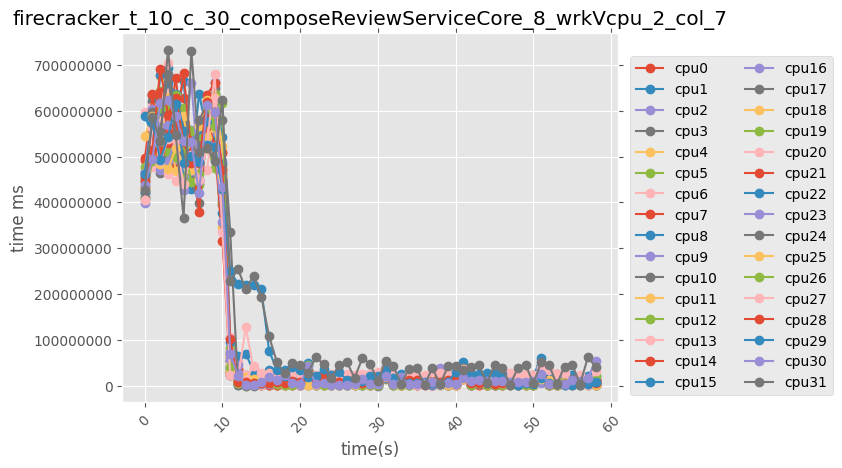 firecracker_t_10_c_30_composeReviewServiceCore_8_wrkVcpu_2_col_7
700000000
600000000
500000000
400000000
300000000
200000000
100000000
0
time ms
0
10
20
30
40
50
60
time(s)
cpu0
cpu1
cpu2
cpu3
cpu4
cpu5
cpu6
cpu7
cpu8
cpu9
cpu10
cpu11
cpu12
cpu13
cpu14
cpu15
cpu16
cpu17
cpu18
cpu19
cpu20
cpu21
cpu22
cpu23
cpu24
cpu25
cpu26
cpu27
cpu28
cpu29
cpu30
cpu31